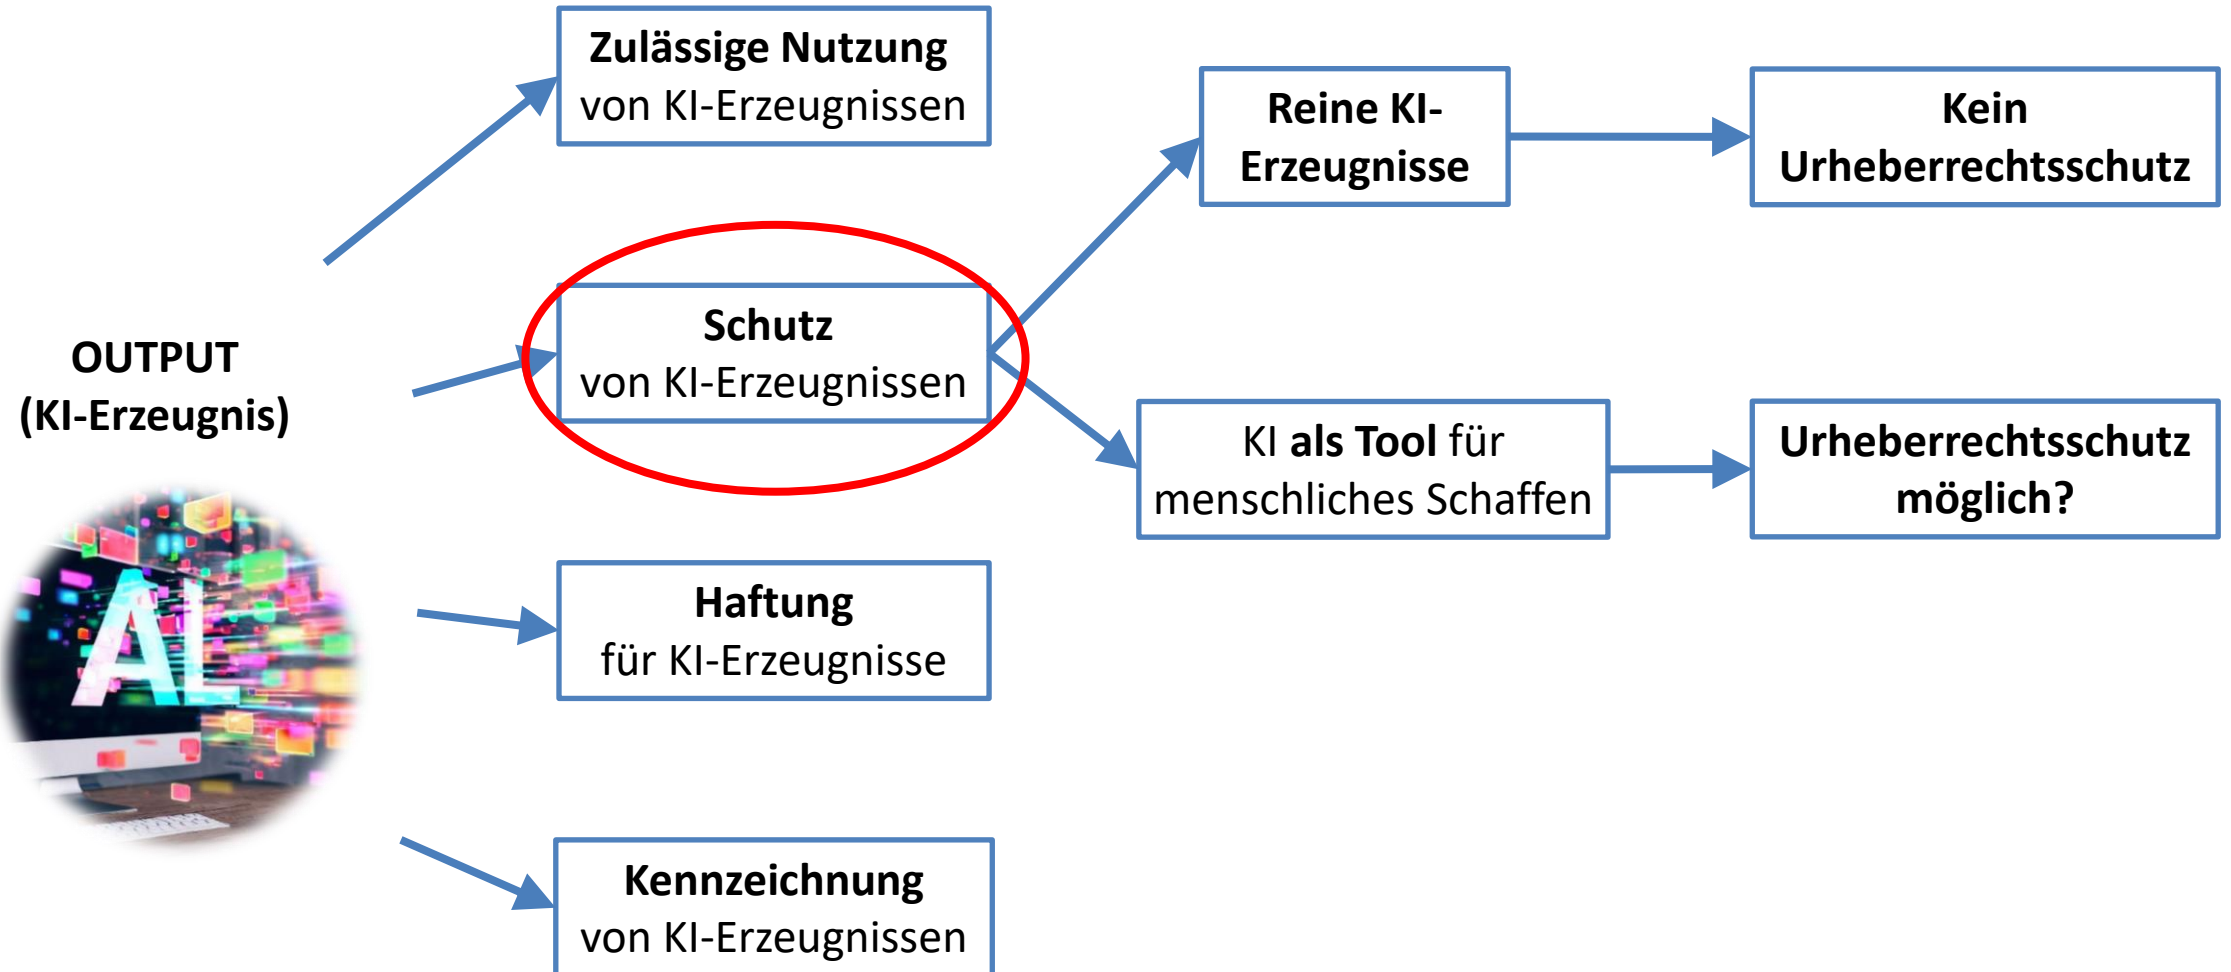 Zulässige Nutzung
von KI-Erzeugnissen
Reine KI-
Erzeugnisse
Kein
Urheberrechtsschutz
Schutz
von KI-Erzeugnissen
OUTPUT
(KI-Erzeugnis)
KI als Tool für
menschliches Schaffen
Urheberrechtsschutz
möglich?
AL
Haftung
für KI-Erzeugnisse
Kennzeichnung
von KI-Erzeugnissen